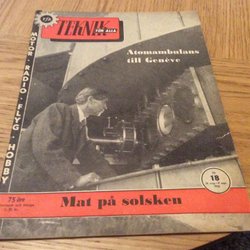 TEKNIK
FÖR ALLA
MOTOR · RADIO · FLYG · HOBBY
Atomambulans
till Genève
Nr
18
75 öre
Mat på solsken